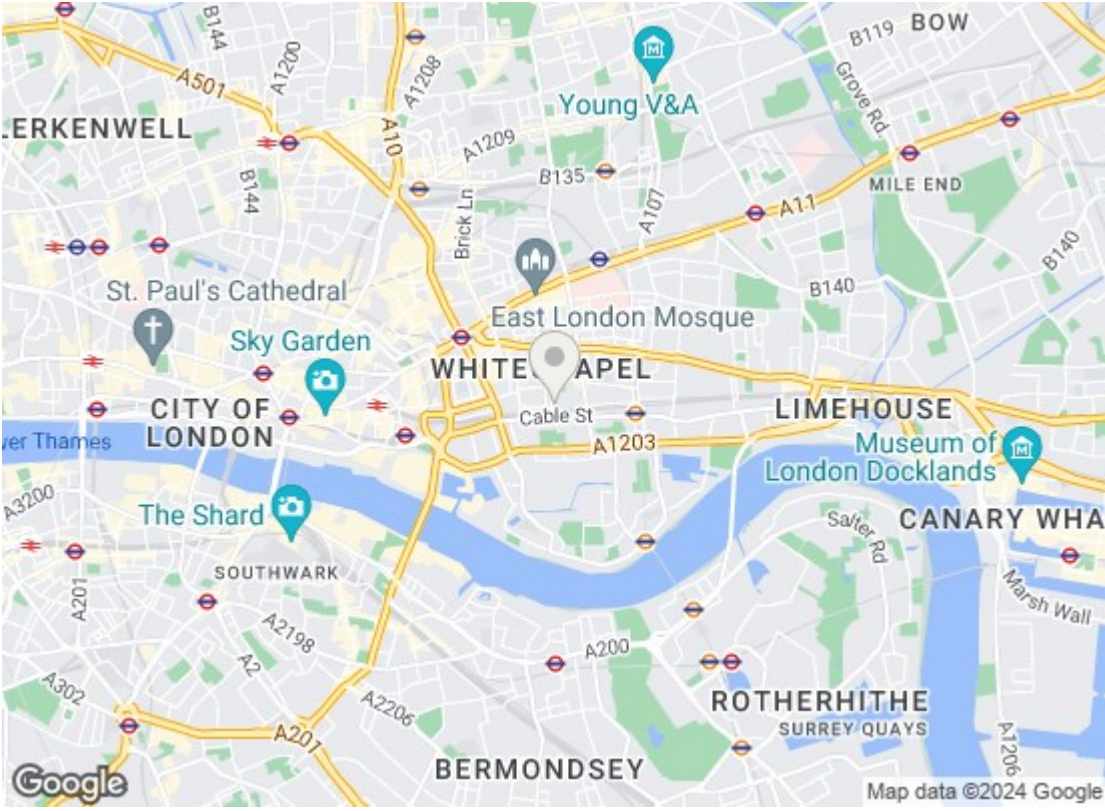 BOW
B119
B144
A1200
A1208
A501
Young V&A
Grove Rd.
LERKENWELL
A10
A1209
B144
B135
A107
MILE END
A11
Brick Ln
B140
B140
St. Paul's Cathedral
East London Mosque
Sky Garden
WHITE APEL
CITY OF
LONDON
Cable St
LIMEHOUSE
ver Thames
A1203
Museum of
London Docklands
A3200
The Shard
Salter Rd
CANARY WHA
SOUTHWARK
A201
Marsh Wall
A2198
A200
A2
A302
A2206
ROTHERHITHE
SURREY QUAYS
A201
A1206
BERMONDSEY
Google
Map data ©2024 Google